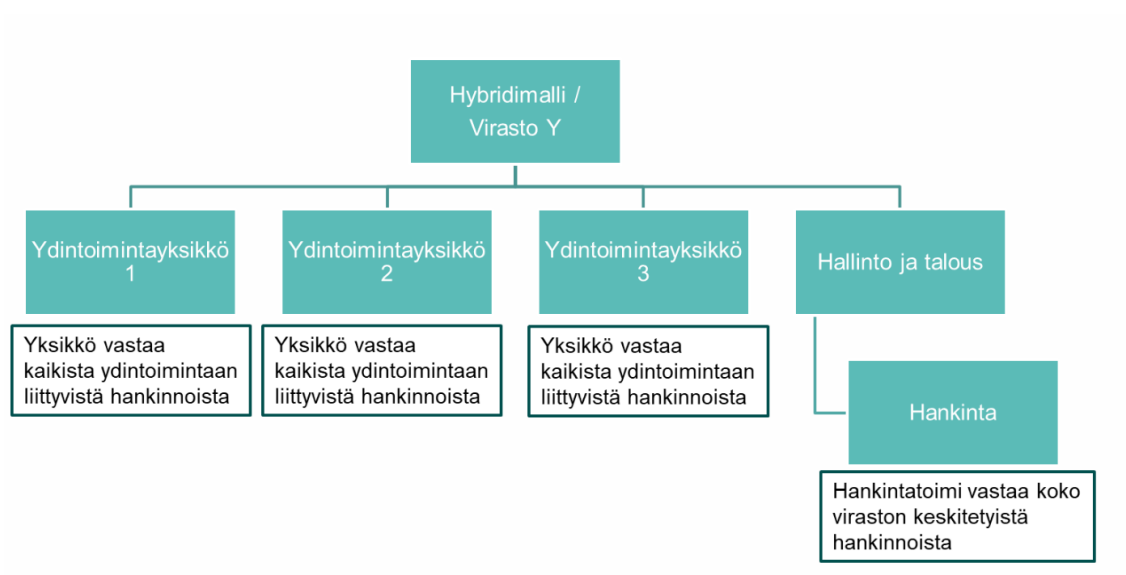 Hybridimalli /
Virasto Y
Ydintoimintayksikkö
1
Ydintoimintayksikkö
2
Ydintoimintayksikkö
3
Hallinto ja talous
Yksikkö vastaa
kaikista ydintoimintaan
liittyvistä hankinnoista
Yksikkö vastaa
kaikista ydintoimintaan
liittyvistä hankinnoista
Yksikkö vastaa
kaikista ydintoimintaan
liittyvistä hankinnoista
Hankinta
Hankintatoimi vastaa koko
viraston keskitetyistä
hankinnoista